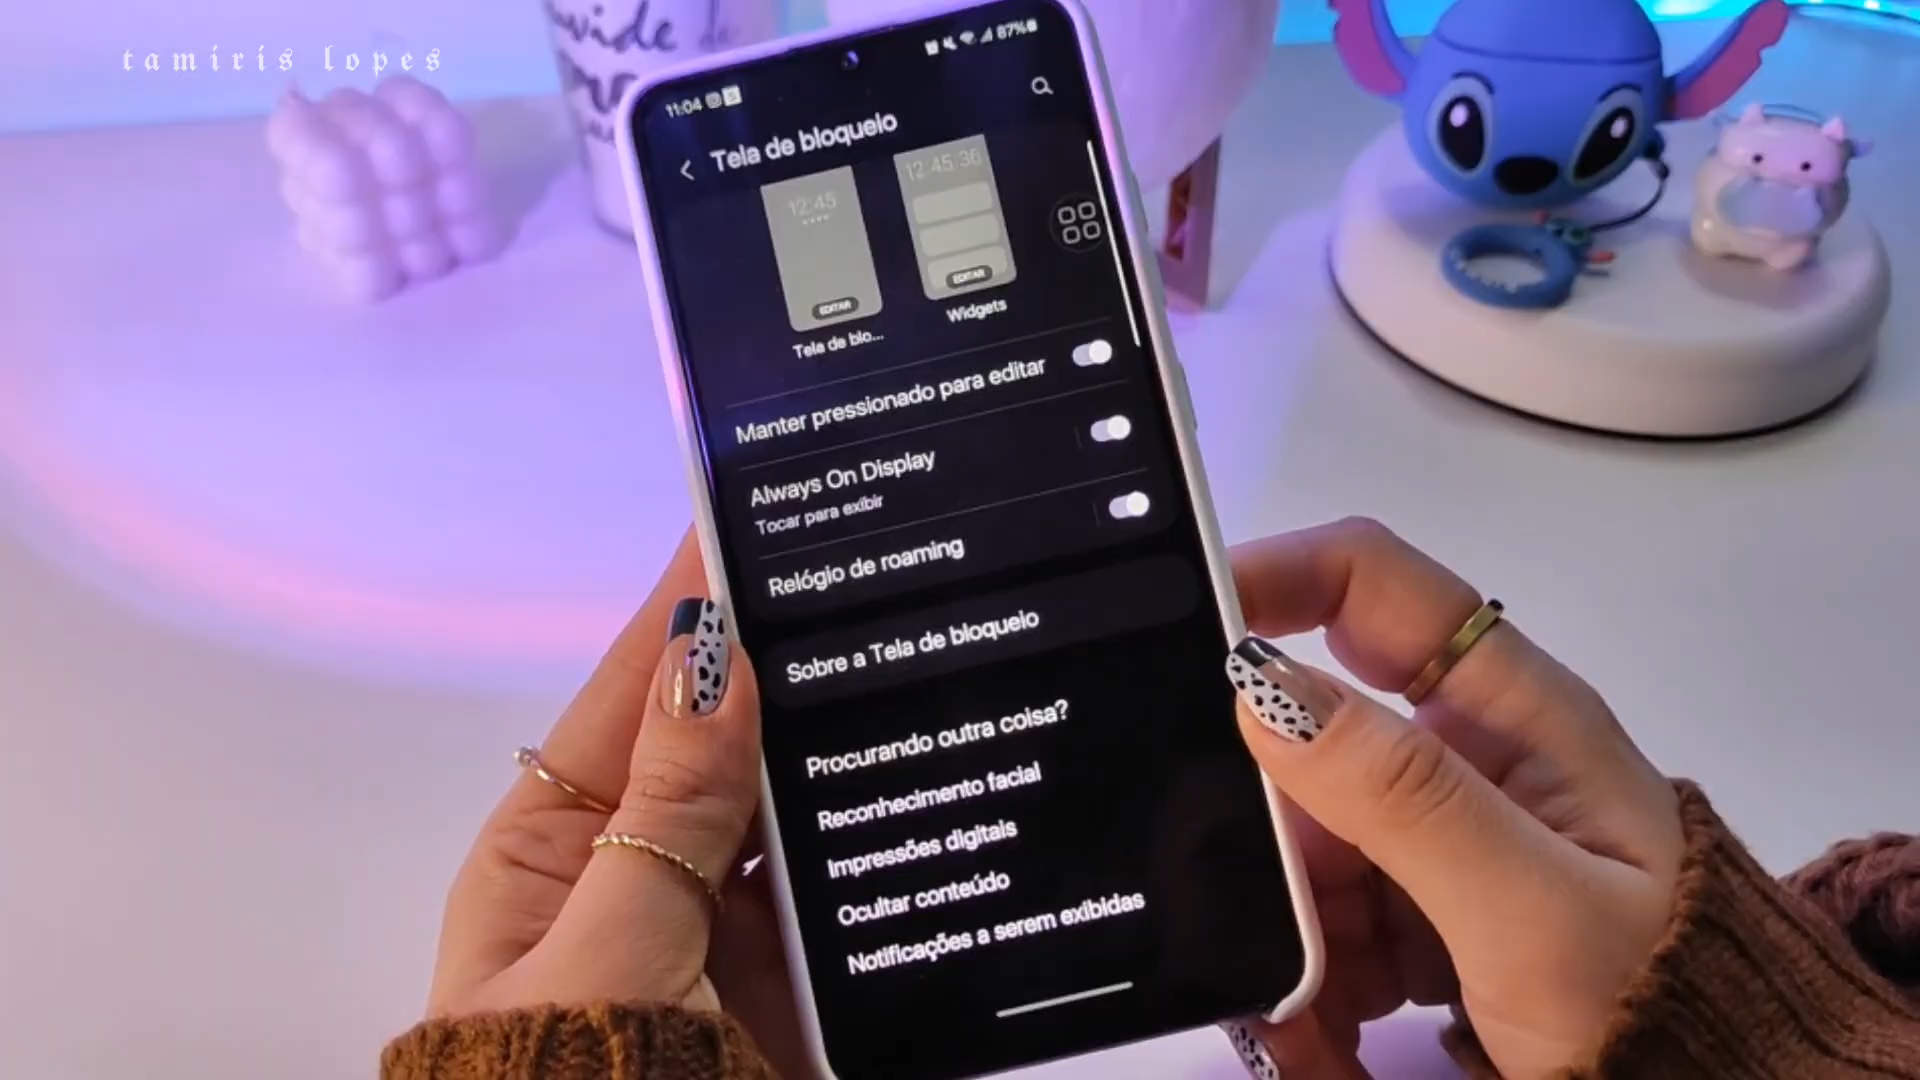 tamiris lopes
11:04
87%
Tela de bloqueio
12:45
EDITAR
Tela de blo...
12:45:36
EDITAR
Widgets
Manter pressionado para editar
Always On Display
Tocar para exibir
Relógio de roaming
Sobre a Tela de bloqueio
Procurando outra coisa?
Reconhecimento facial
Impressões digitais
Ocultar conteúdo
Notificações a serem exibidas